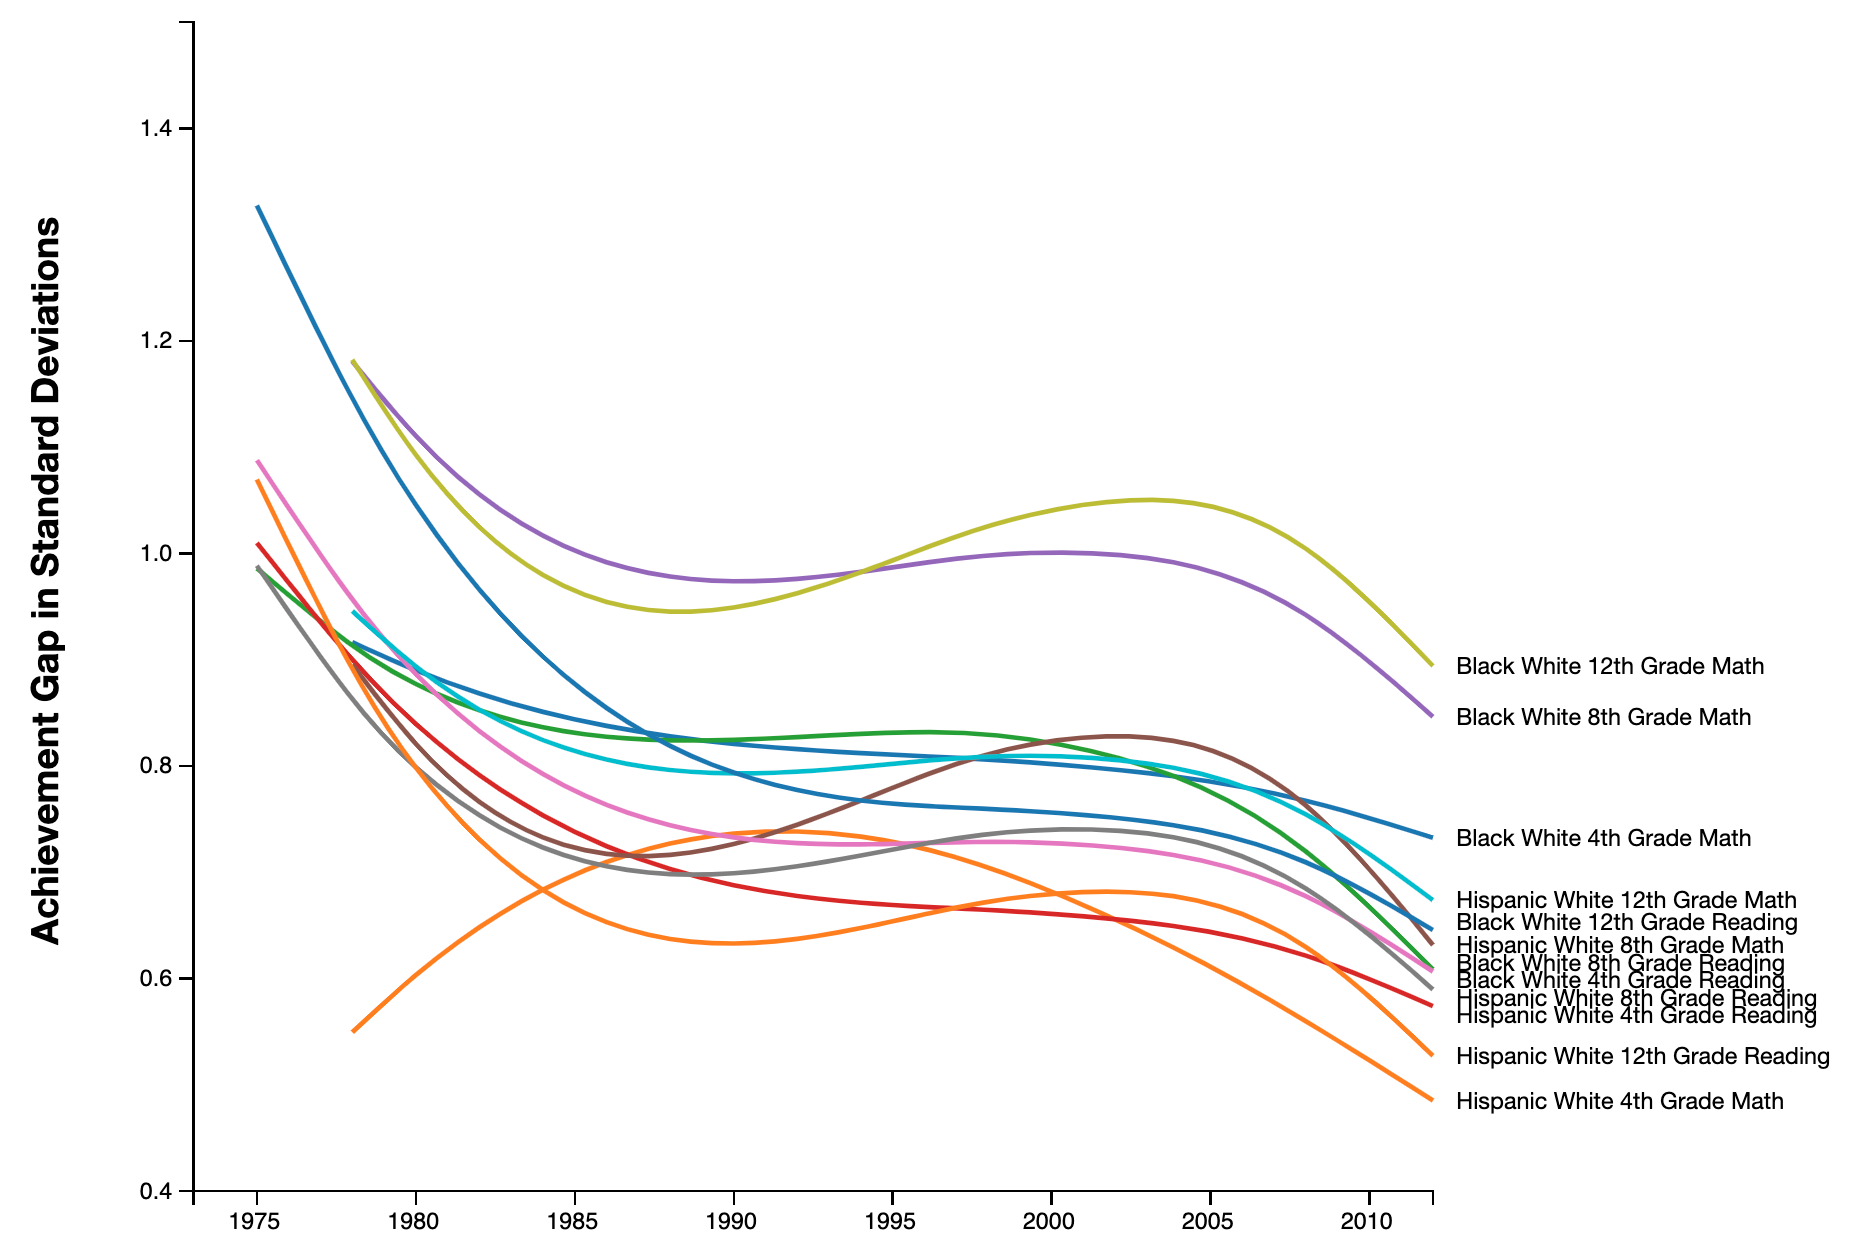 Achievement Gap in Standard Deviations
1.4
1.2
1.0
0.8
0.6
0.4
1975 1980 1985 1990 1995 2000 2005 2010
Black White 12th Grade Math
Black White 8th Grade Math
Black White 4th Grade Math
Hispanic White 12th Grade Math
Black White 12th Grade Reading
Hispanic White 8th Grade Math
Black White 8th Grade Reading
Black White 4th Grade Reading
Hispanic White 8th Grade Reading
Hispanic White 4th Grade Reading
Hispanic White 12th Grade Reading
Hispanic White 4th Grade Math